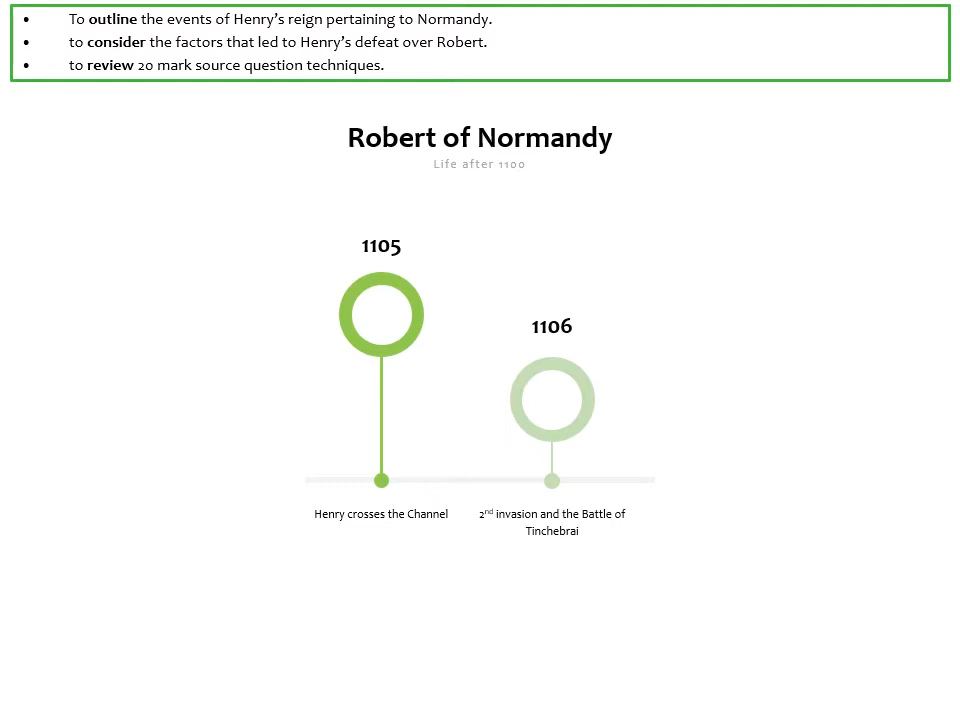 • To outline the events of Henry’s reign pertaining to Normandy.
• to consider the factors that led to Henry’s defeat over Robert.
• to review 20 mark source question techniques.
Robert of Normandy
Life after 1100
1105
1106
Henry crosses the Channel
2nd invasion and the Battle of
Tinchebrai